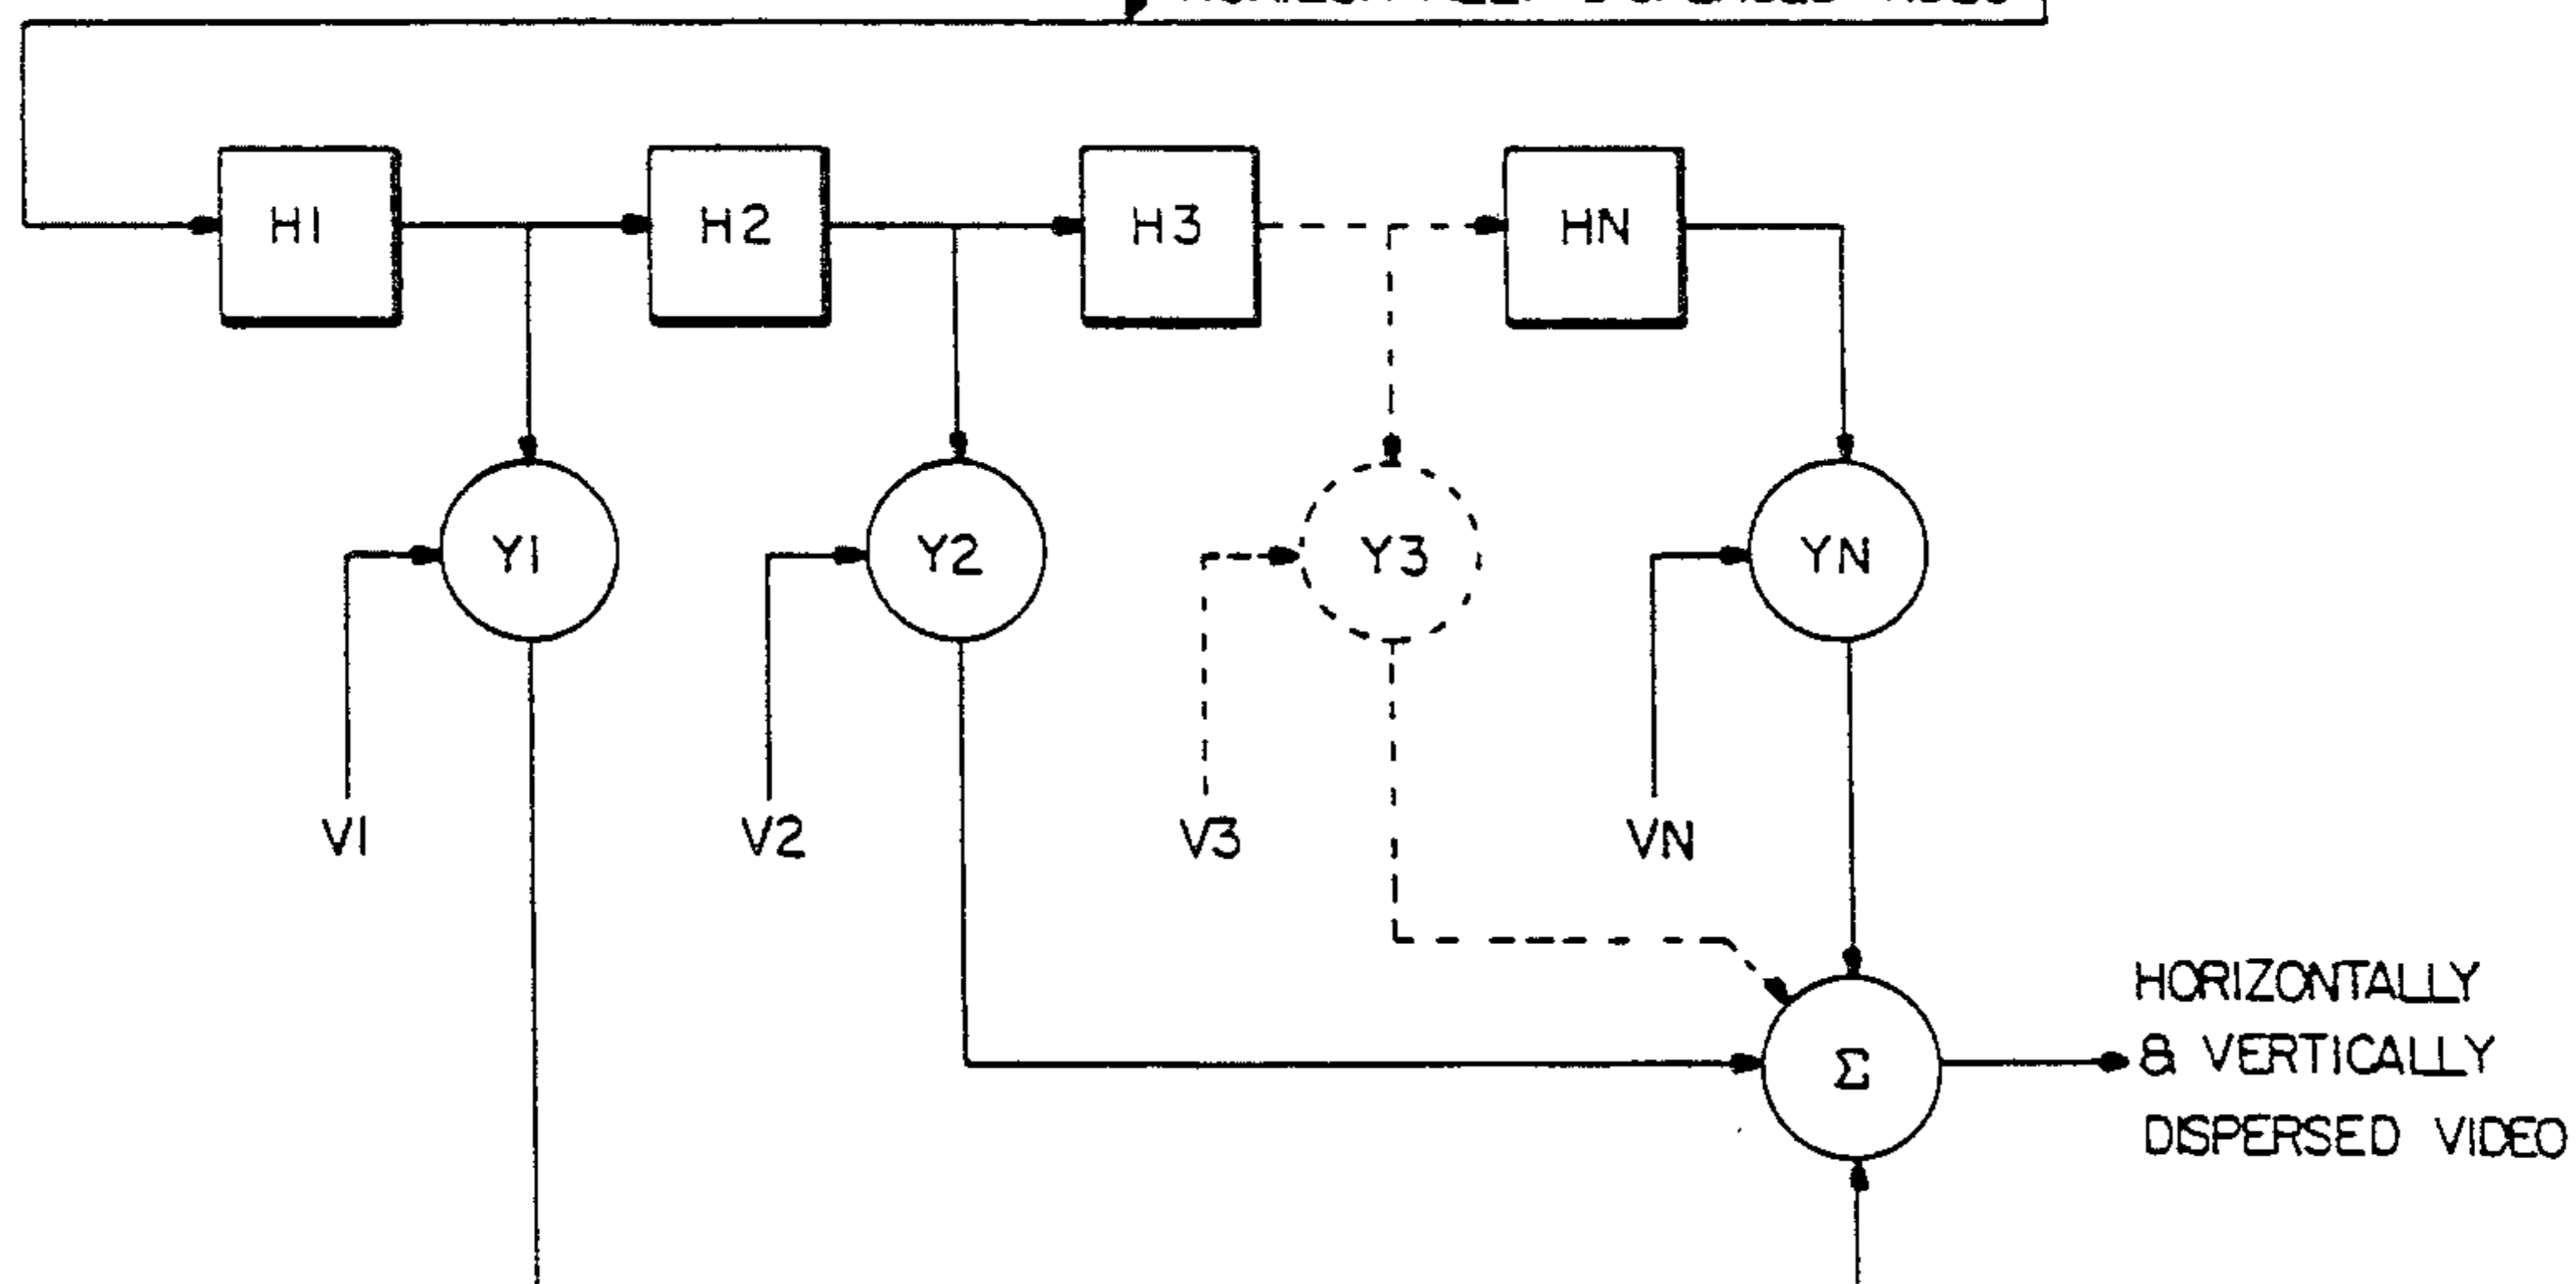 H1 H2 H3 HN
Y1 Y2 Y3 YN
V1 V2 V3 VN
HORIZONTALLY
& VERTICALLY
Σ
DISPERSED VIDEO